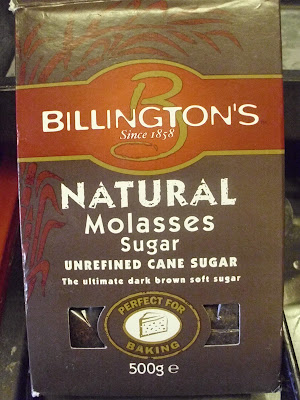 B
BILLINGTON'S
Since 1858
NATURAL
Molasses
Sugar
UNREFINED CANE SUGAR
The ultimate dark brown soft sugar
PERFECT FOR
BAKING
500g e